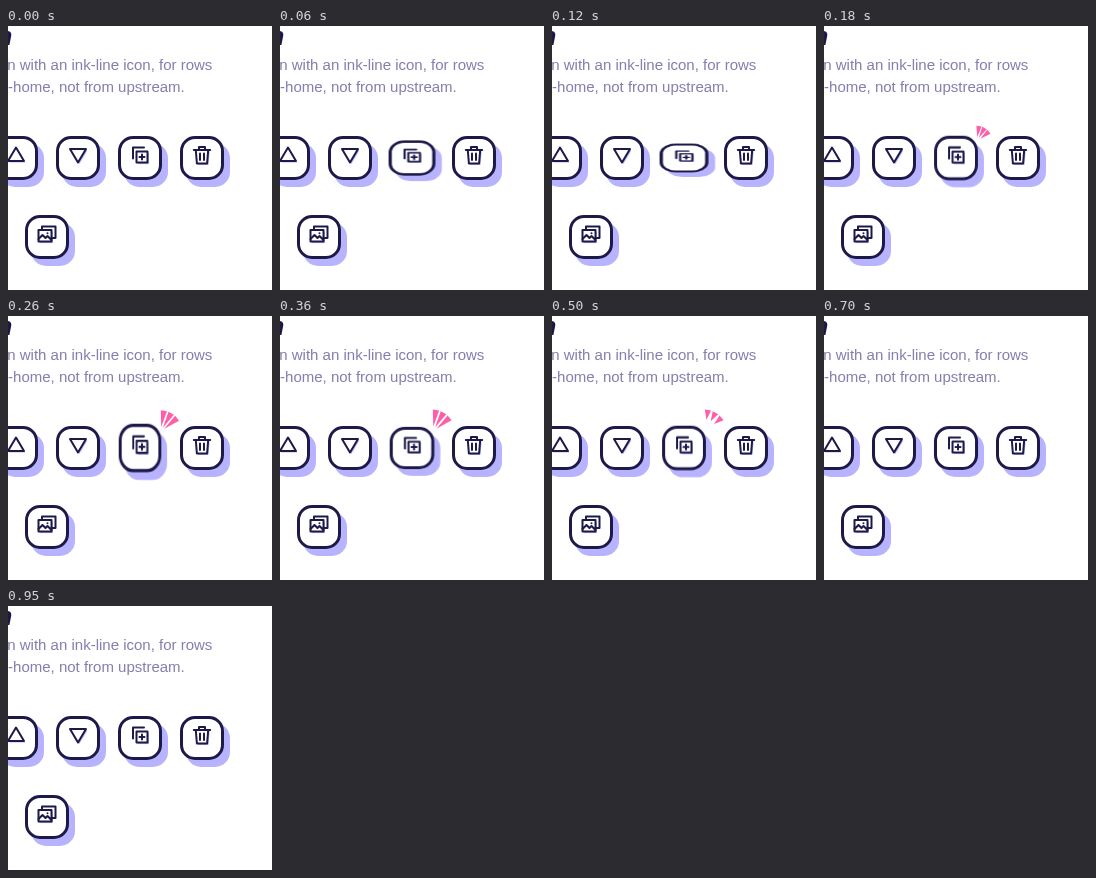 0.00 s
0.06 s
0.12 s
0.18 s
n with an ink-line icon, for rows
-home, not from upstream.
n with an ink-line icon, for rows
-home, not from upstream.
n with an ink-line icon, for rows
-home, not from upstream.
n with an ink-line icon, for rows
-home, not from upstream.
0.26 s
0.36 s
0.50 s
0.70 s
n with an ink-line icon, for rows
-home, not from upstream.
n with an ink-line icon, for rows
-home, not from upstream.
n with an ink-line icon, for rows
-home, not from upstream.
n with an ink-line icon, for rows
-home, not from upstream.
0.95 s
n with an ink-line icon, for rows
-home, not from upstream.